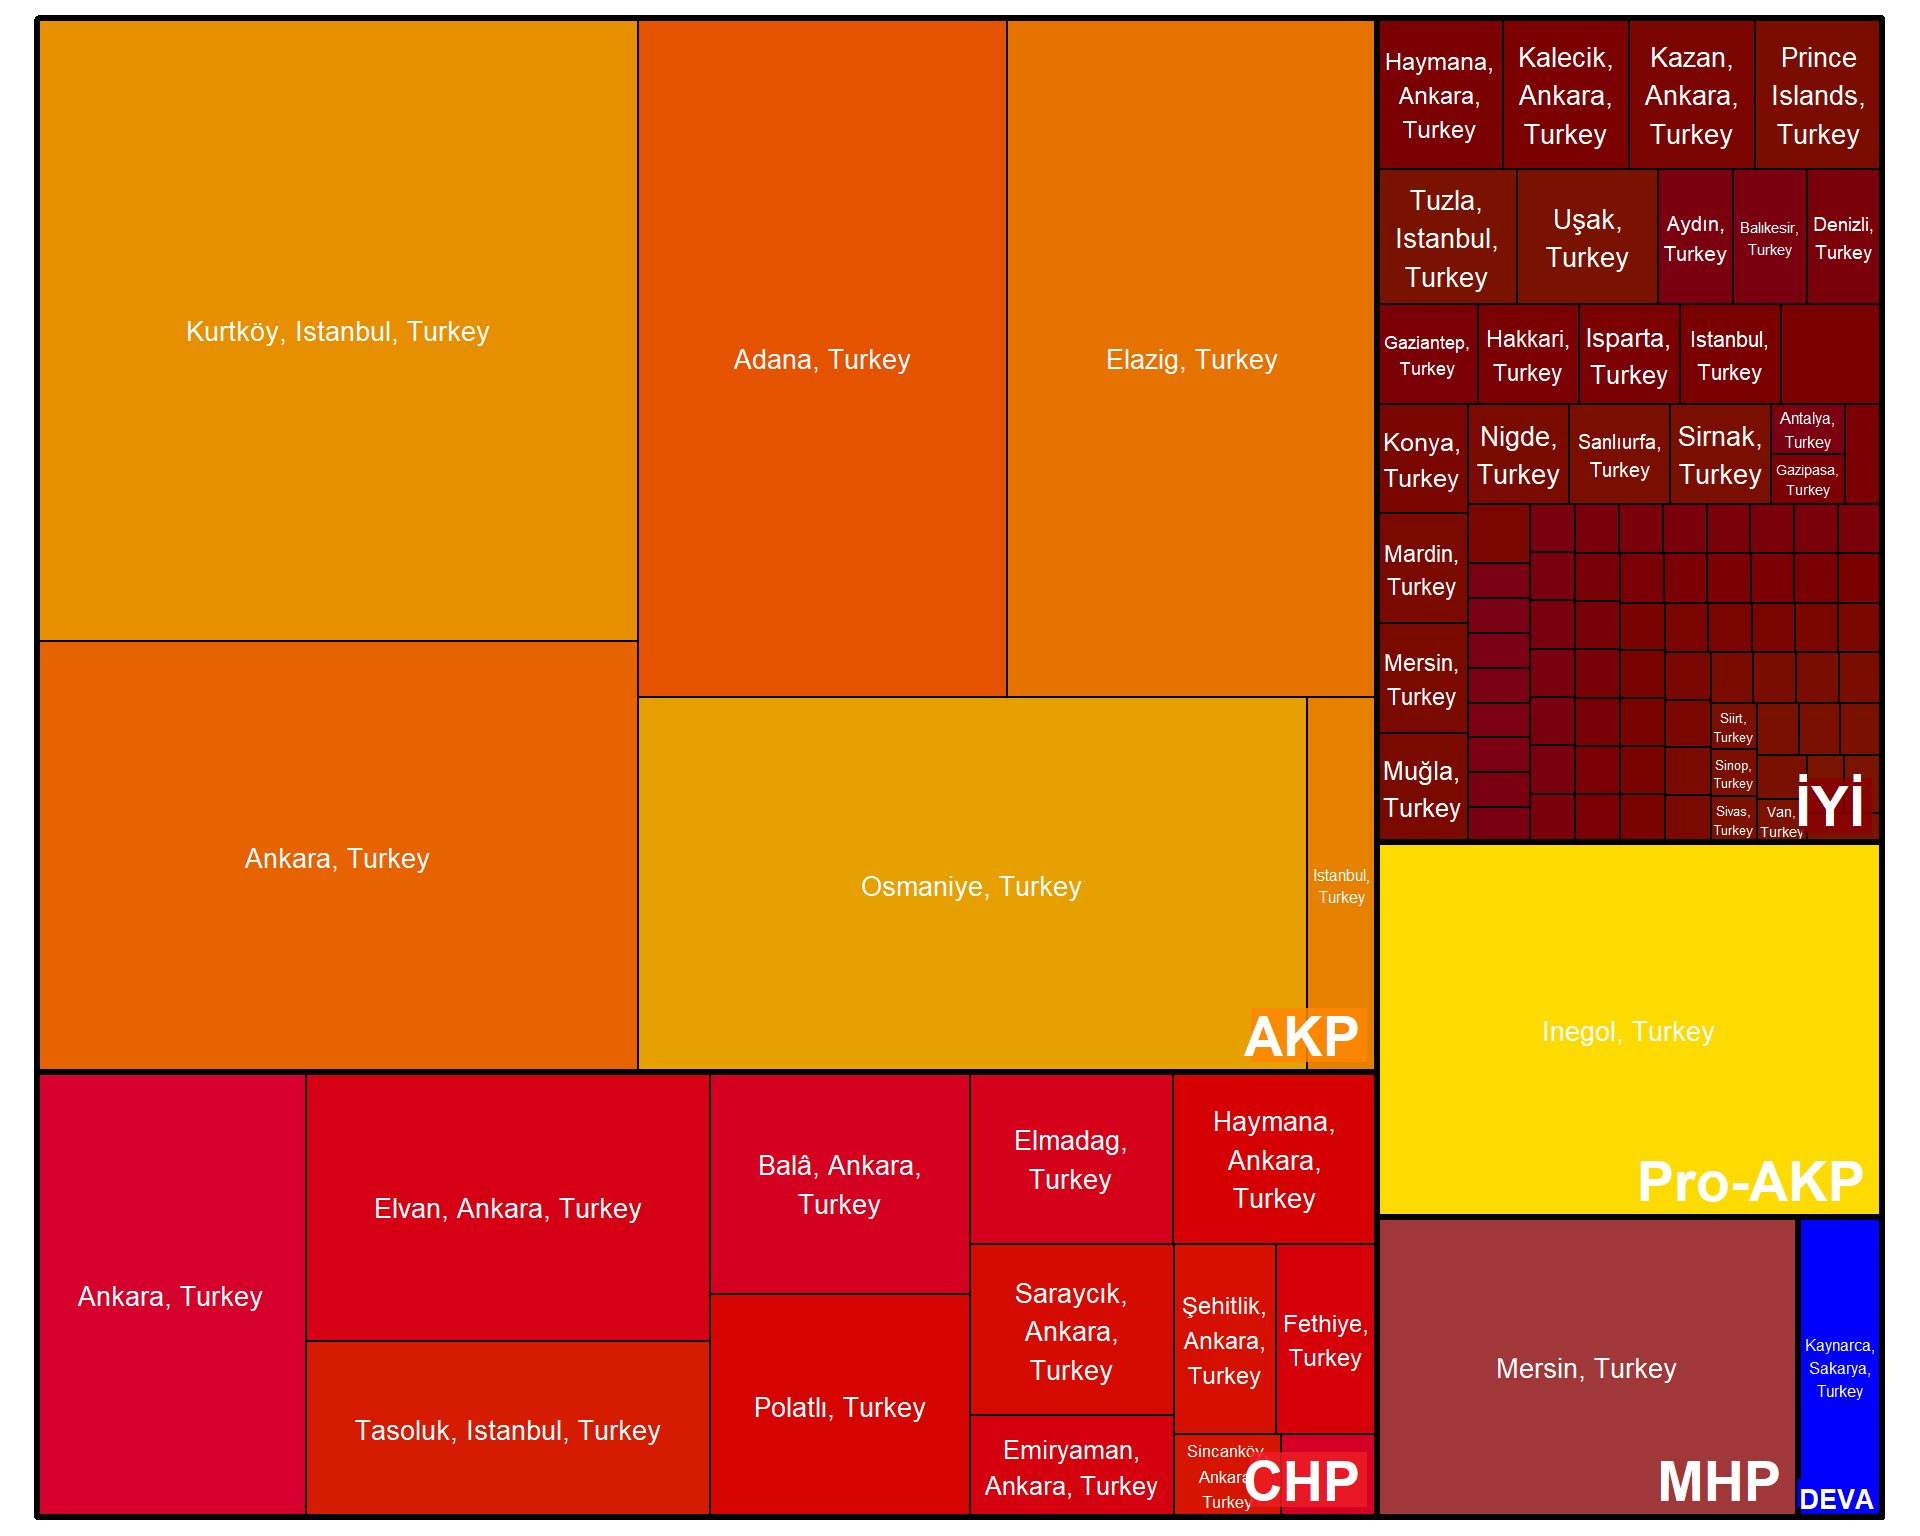 Kurtköy, Istanbul, Turkey
Ankara, Turkey
Adana, Turkey
Elazig, Turkey
Osmaniye, Turkey
Istanbul,
Turkey
AKP
Ankara, Turkey
Elvan, Ankara, Turkey
Tasoluk, Istanbul, Turkey
Balâ, Ankara,
Turkey
Polatlı, Turkey
Elmadag,
Turkey
Haymana,
Ankara,
Turkey
Saraycık,
Ankara,
Turkey
Emiryaman,
Ankara, Turkey
Şehitlik,
Ankara,
Turkey
Fethiye,
Turkey
Sincanköy,
Ankara,
Turkey
CHP
Haymana,
Ankara,
Turkey
Kalecik,
Ankara,
Turkey
Kazan,
Ankara,
Turkey
Prince
Islands,
Turkey
Tuzla,
Istanbul,
Turkey
Uşak,
Turkey
Aydın,
Turkey
Balıkesir,
Turkey
Denizli,
Turkey
Gaziantep,
Turkey
Hakkari,
Turkey
Isparta,
Turkey
Istanbul,
Turkey
Konya,
Turkey
Nigde,
Turkey
Sanlıurfa,
Turkey
Sirnak,
Turkey
Antalya,
Turkey
Gazipasa,
Turkey
Mardin,
Turkey
Mersin,
Turkey
Muğla,
Turkey
Siirt,
Turkey
Sinop,
Turkey
Sivas,
Turkey
Van,
Turkey
İYİ
Inegol, Turkey
Pro-AKP
Mersin, Turkey
MHP
Kaynarca,
Sakarya,
Turkey
DEVA